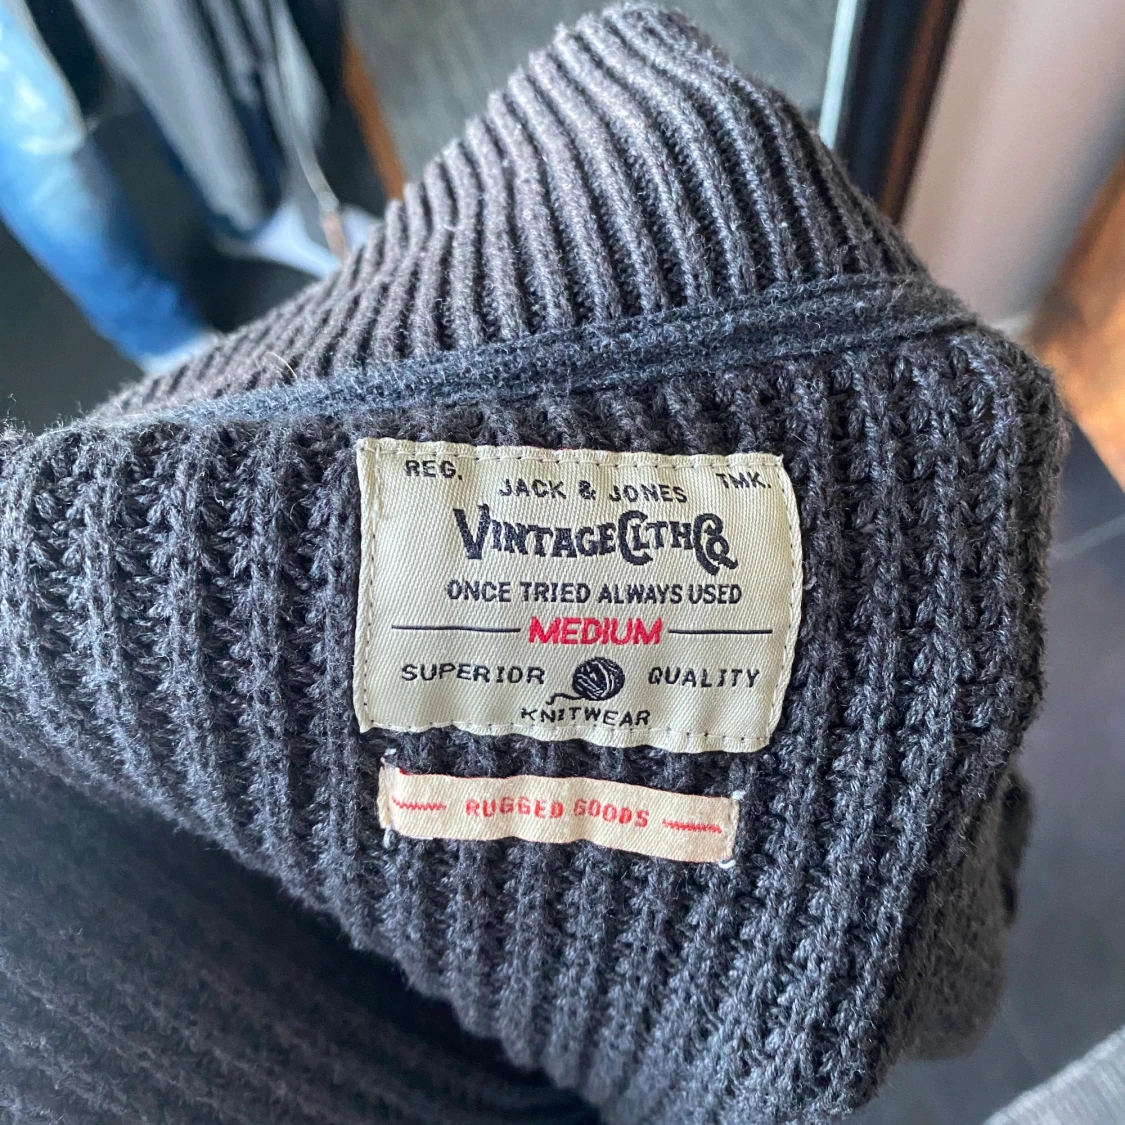 REG. TMK.
JACK & JONES
VINTAGE CLTH CO
ONCE TRIED ALWAYS USED
MEDIUM
SUPERIOR QUALITY
KNITWEAR
RUGGED GOODS